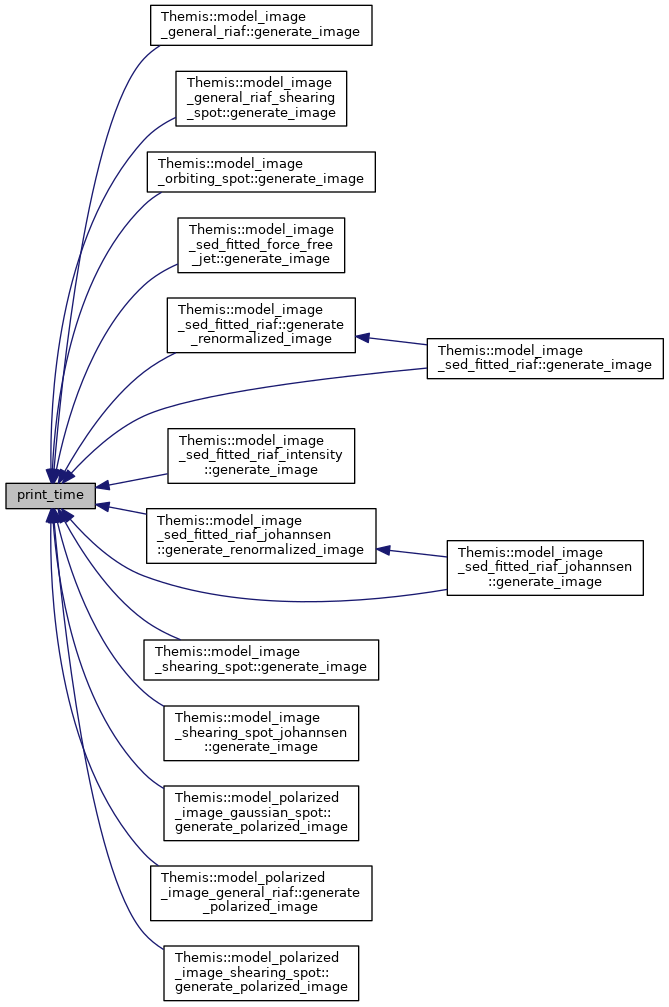 Themis::model_image
_general_riaf::generate_image
Themis::model_image
_general_riaf_shearing
_spot::generate_image
Themis::model_image
_orbiting_spot::generate_image
Themis::model_image
_sed_fitted_force_free
_jet::generate_image
Themis::model_image
_sed_fitted_riaf::generate
_renormalized_image
Themis::model_image
_sed_fitted_riaf::generate_image
Themis::model_image
_sed_fitted_riaf_intensity
::generate_image
print_time
Themis::model_image
_sed_fitted_riaf_johannsen
::generate_renormalized_image
Themis::model_image
_sed_fitted_riaf_johannsen
::generate_image
Themis::model_image
_shearing_spot::generate_image
Themis::model_image
_shearing_spot_johannsen
::generate_image
Themis::model_polarized
_image_gaussian_spot::
generate_polarized_image
Themis::model_polarized
_image_general_riaf::generate
_polarized_image
Themis::model_polarized
_image_shearing_spot::
generate_polarized_image